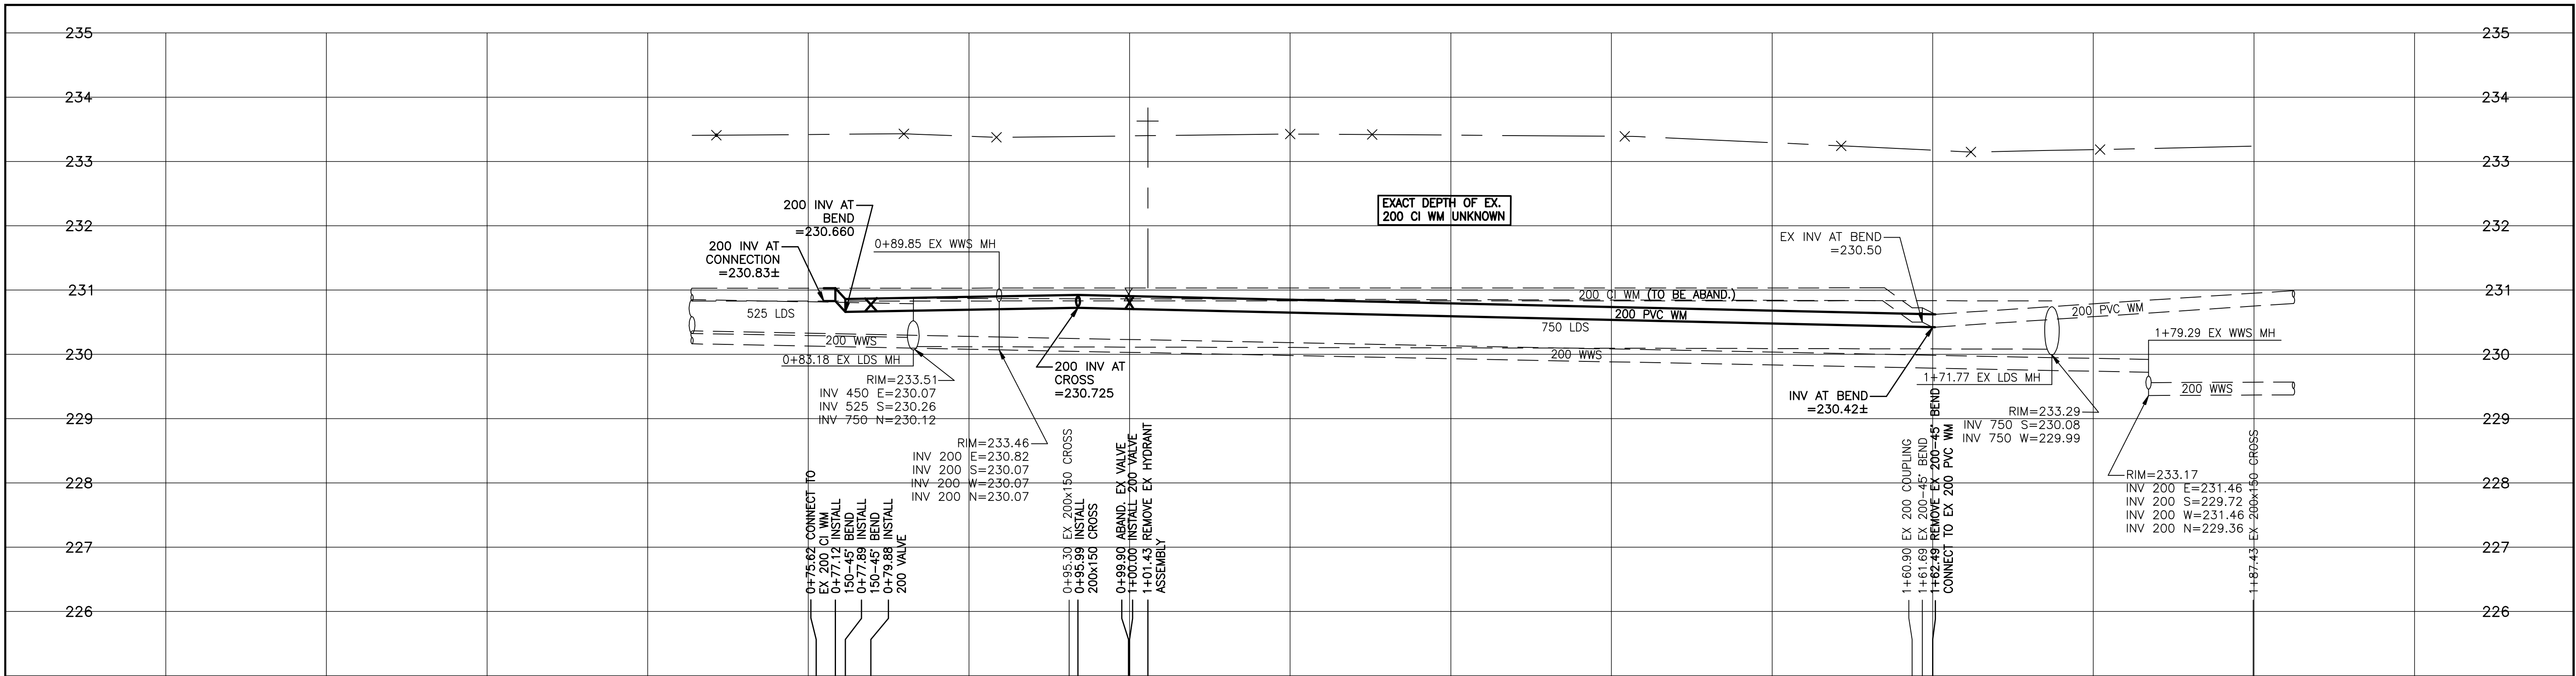 235
235
234
234
233
233
232
232
231
231
230
230
229
229
228
228
227
227
226
226
200 INV AT
BEND
=230.660
200 INV AT
CONNECTION
=230.83±
0+89.85 EX WWS MH
EXACT DEPTH OF EX.
200 CI WM UNKNOWN
EX INV AT BEND
=230.50
525 LDS
200 WWS
0+83.18 EX LDS MH
RIM=233.51
INV 450 E=230.07
INV 525 S=230.26
INV 750 N=230.12
RIM=233.46
INV 200 E=230.82
INV 200 S=230.07
INV 200 W=230.07
INV 200 N=230.07
200 INV AT
CROSS
=230.725
200 CI WM (TO BE ABAND.)
200 PVC WM
750 LDS
200 WWS
INV AT BEND
=230.42±
200 PVC WM
1+79.29 EX WWS MH
1+71.77 EX LDS MH
200 WWS
RIM=233.29
INV 750 S=230.08
INV 750 W=229.99
RIM=233.17
INV 200 E=231.46
INV 200 S=229.72
INV 200 W=231.46
INV 200 N=229.36
0+75.62 CONNECT TO
EX 200 CI WM
0+77.12 INSTALL
150-45° BEND
0+77.89 INSTALL
150-45° BEND
0+79.88 INSTALL
200 VALVE
0+95.30 EX 200x150 CROSS
0+95.99 INSTALL
200x150 CROSS
0+99.90 ABAND. EX VALVE
1+00.00 INSTALL 200 VALVE
1+01.43 REMOVE EX HYDRANT
ASSEMBLY
1+60.90 EX 200 COUPLING
1+61.69 EX 200-45° BEND
1+62.49 REMOVE EX 200-45° BEND
CONNECT TO EX 200 PVC WM
1+87.43 EX 200x150 CROSS